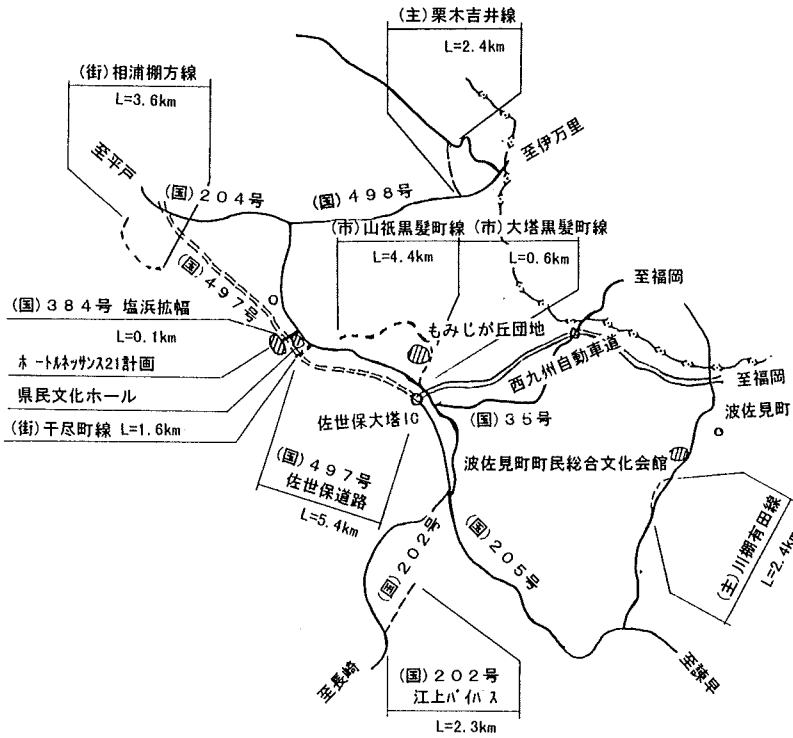 (主)栗木吉井線
L=2.4km
(街)相浦棚方線
L=3.6km
至平戸
至伊万里
(国)204号
(国)498号
(市)山祇黒髪町線
(市)大塔黒髪町線
L=4.4km
L=0.6km
(国)497号
至福岡
(国)384号 塩浜拡幅
L=0.1km
もみじが丘団地
ホートルネッサンス21計画
西九州自動車道
至福岡
県民文化ホール
波佐見町
(街)干尽町線 L=1.6km
佐世保大塔IC
(国)35号
(国)497号
佐世保道路
L=5.4km
波佐見町町民総合文化会館
(国)202号
(国)205号
(主)川棚有田線
L=2.4km
至長崎
(国)202号
江上バイパス
L=2.3km
至諫早